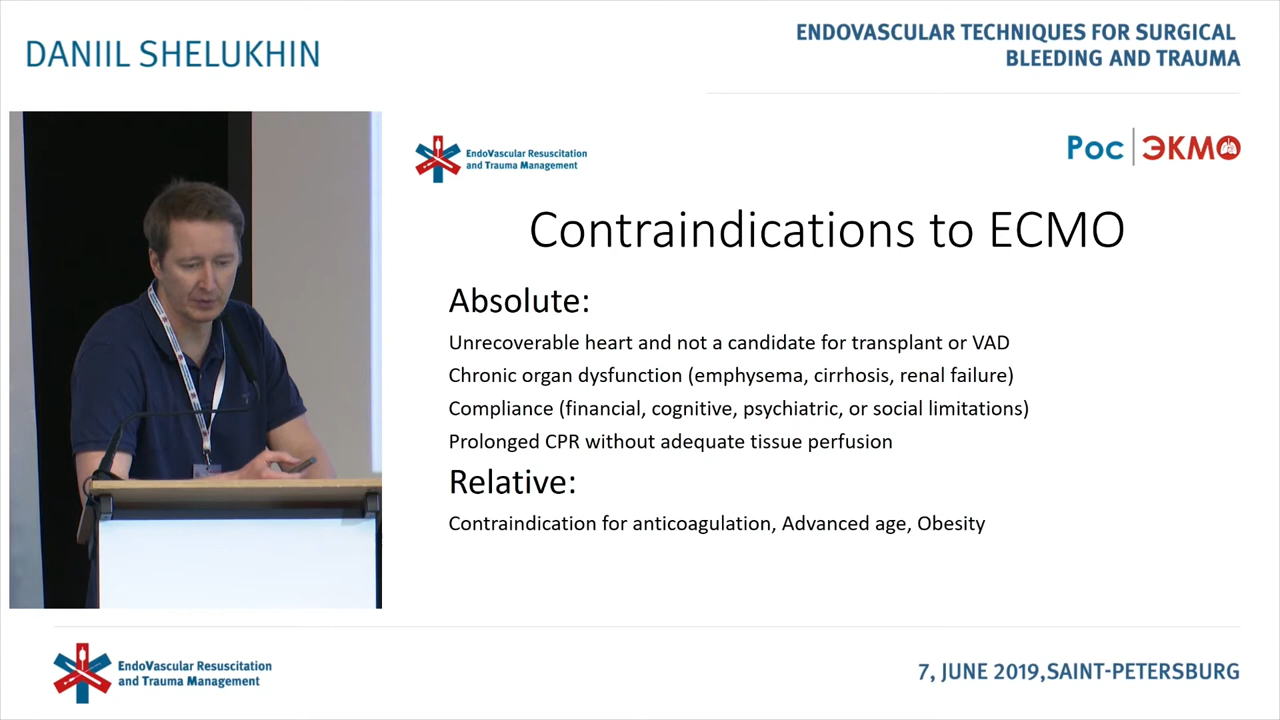 DANIIL SHELUKHIN
ENDOVASCULAR TECHNIQUES FOR SURGICAL
BLEEDING AND TRAUMA
EndoVascular Resuscitation
and Trauma Management
Рос ЭКМО
Contraindications to ECMO
Absolute:
Unrecoverable heart and not a candidate for transplant or VAD
Chronic organ dysfunction (emphysema, cirrhosis, renal failure)
Compliance (financial, cognitive, psychiatric, or social limitations)
Prolonged CPR without adequate tissue perfusion
Relative:
Contraindication for anticoagulation, Advanced age, Obesity
EndoVascular Resuscitation
and Trauma Management
7, JUNE 2019,SAINT-PETERSBURG